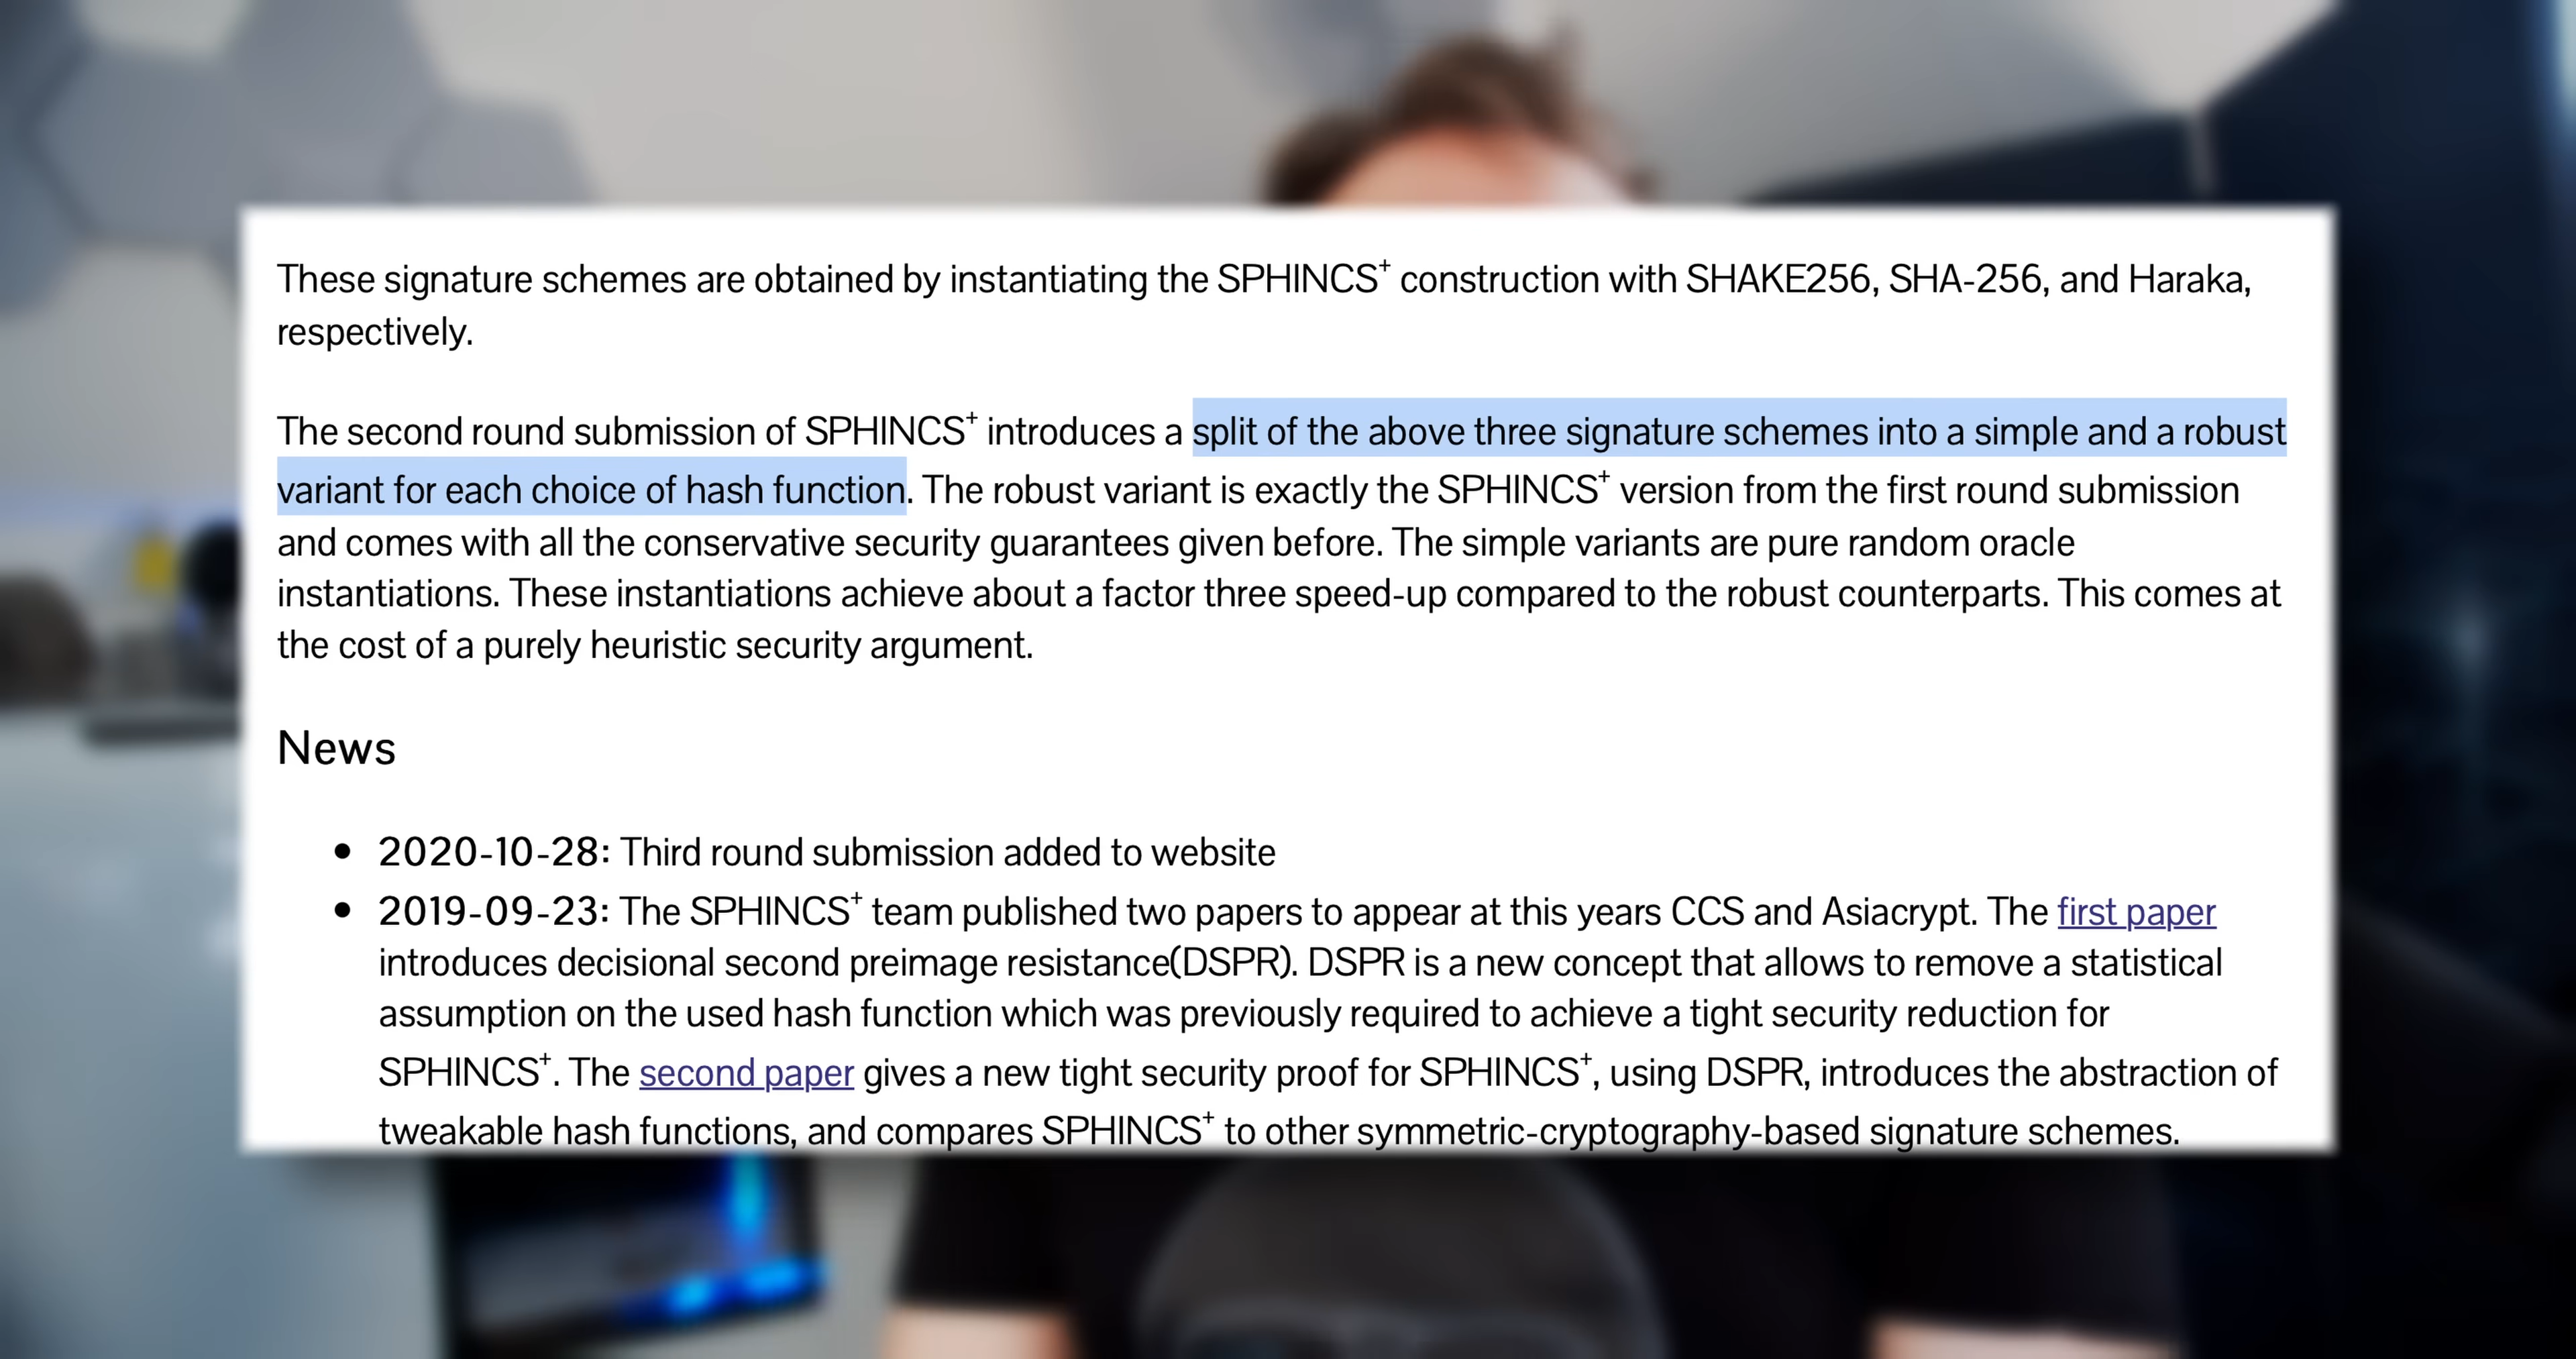 These signature schemes are obtained by instantiating the SPHINCS⁺ construction with SHAKE256, SHA-256, and Haraka,
respectively.
The second round submission of SPHINCS⁺ introduces a split of the above three signature schemes into a simple and a robust
variant for each choice of hash function. The robust variant is exactly the SPHINCS⁺ version from the first round submission
and comes with all the conservative security guarantees given before. The simple variants are pure random oracle
instantiations. These instantiations achieve about a factor three speed-up compared to the robust counterparts. This comes at
the cost of a purely heuristic security argument.
News
• 2020-10-28: Third round submission added to website
• 2019-09-23: The SPHINCS⁺ team published two papers to appear at this years CCS and Asiacrypt. The first paper
introduces decisional second preimage resistance(DSPR). DSPR is a new concept that allows to remove a statistical
assumption on the used hash function which was previously required to achieve a tight security reduction for
SPHINCS⁺. The second paper gives a new tight security proof for SPHINCS⁺, using DSPR, introduces the abstraction of
tweakable hash functions, and compares SPHINCS⁺ to other symmetric-cryptography-based signature schemes.